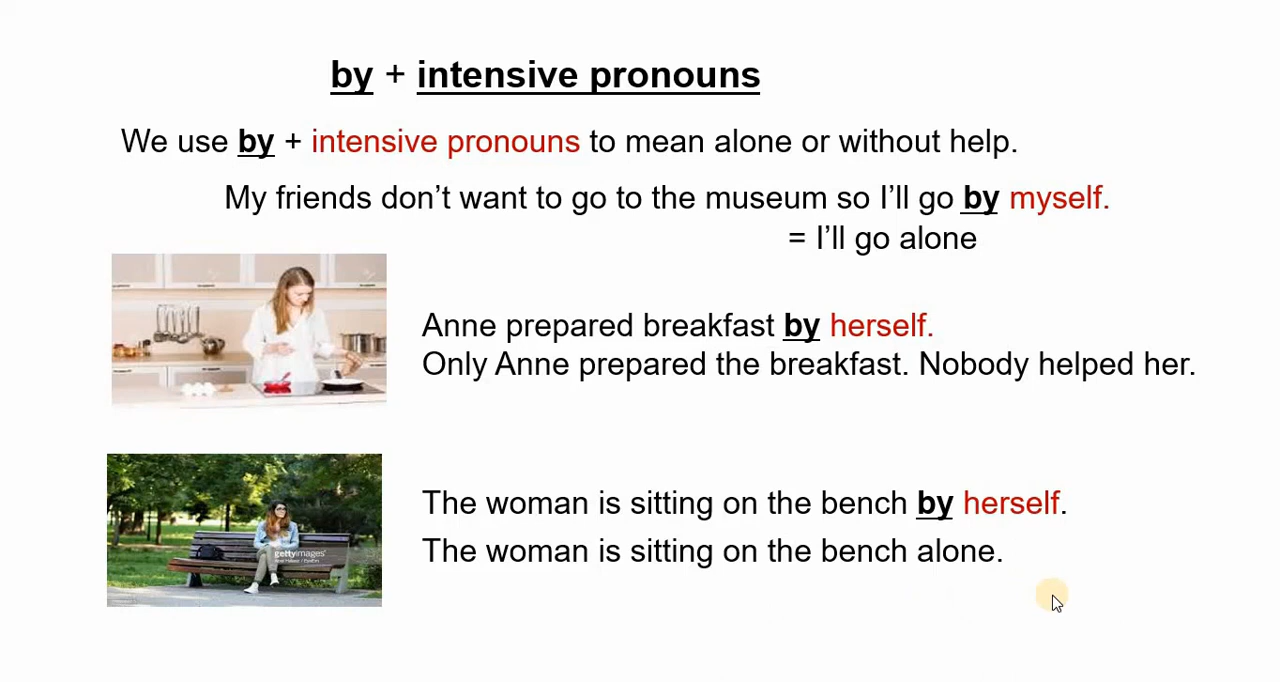 by + intensive pronouns
We use by + intensive pronouns to mean alone or without help.
My friends don’t want to go to the museum so I’ll go by myself.
= I’ll go alone
Anne prepared breakfast by herself.
Only Anne prepared the breakfast. Nobody helped her.
The woman is sitting on the bench by herself.
gettyimages
The woman is sitting on the bench alone.